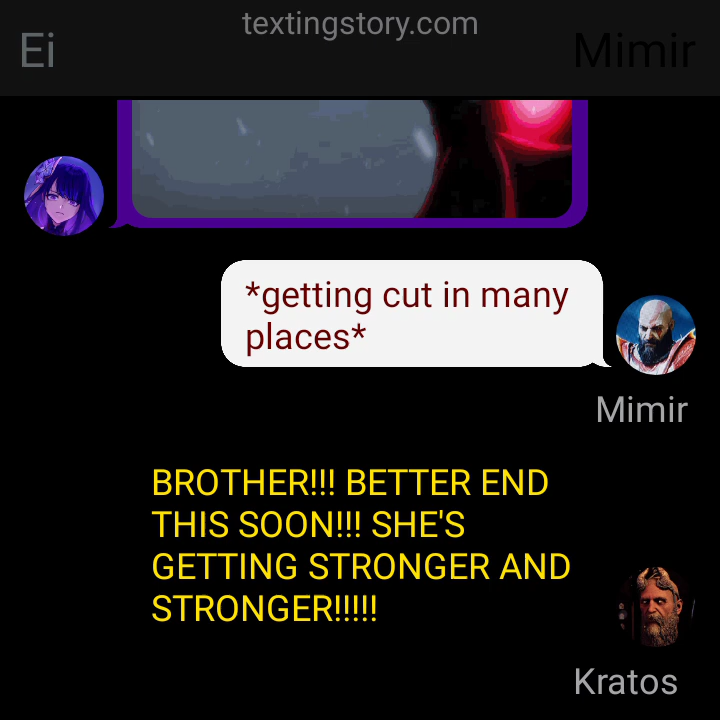 textingstory.com
Ei
Mimir
*getting cut in many
places*
Mimir
BROTHER!!! BETTER END
THIS SOON!!! SHE'S
GETTING STRONGER AND
STRONGER!!!!!
Kratos